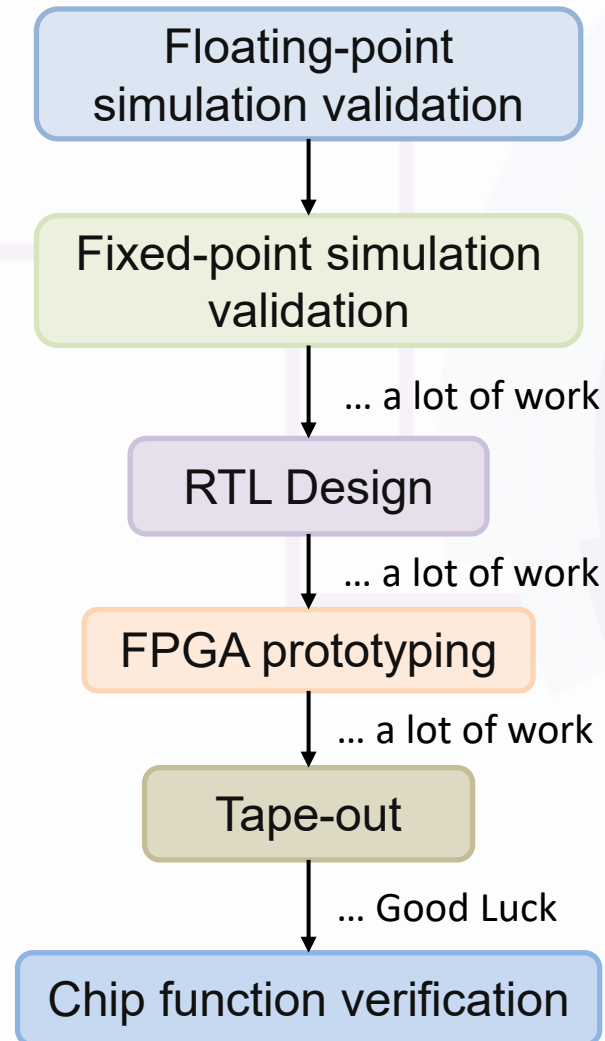 Floating-point
simulation validation
Fixed-point simulation
validation
... a lot of work
RTL Design
... a lot of work
FPGA prototyping
... a lot of work
Tape-out
... Good Luck
Chip function verification